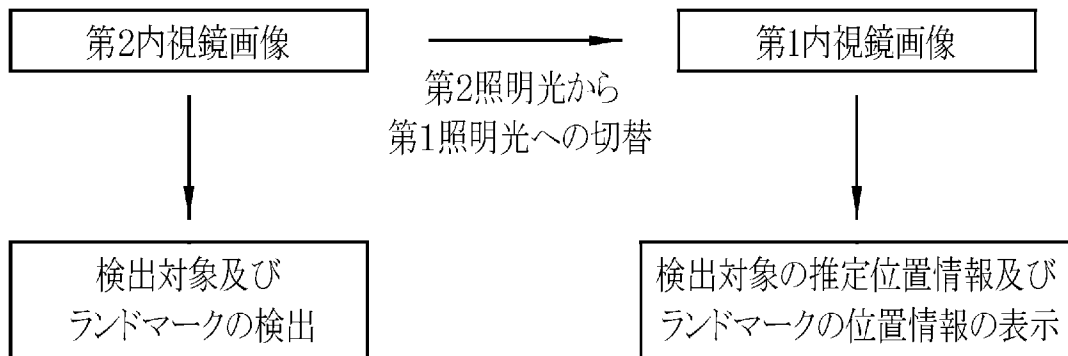 第2内視鏡画像
第1内視鏡画像
第2照明光から
第1照明光への切替
検出対象及び
ランドマークの検出
検出対象の推定位置情報及び
ランドマークの位置情報の表示